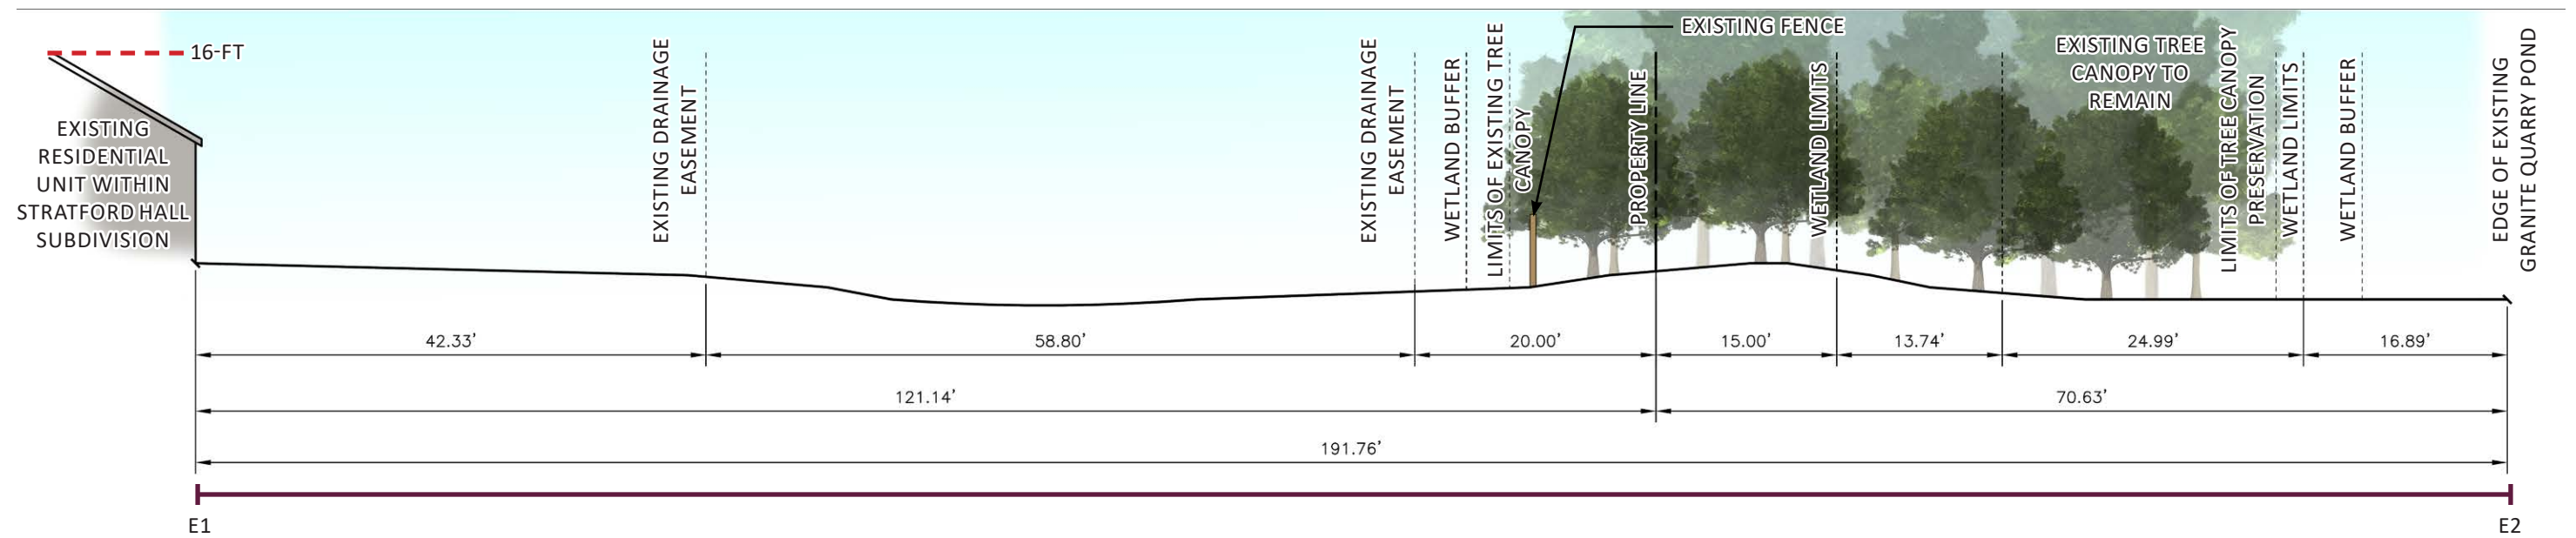 16-FT
EXISTING
RESIDENTIAL
UNIT WITHIN
STRATFORD HALL
SUBDIVISION
EXISTING DRAINAGE
EASEMENT
EXISTING DRAINAGE
EASEMENT
WETLAND BUFFER
LIMITS OF EXISTING TREE
CANOPY
EXISTING FENCE
PROPERTY LINE
WETLAND LIMITS
EXISTING TREE
CANOPY TO
REMAIN
LIMITS OF TREE CANOPY
PRESERVATION
WETLAND LIMITS
WETLAND BUFFER
EDGE OF EXISTING
GRANITE QUARRY POND
42.33’
58.80’
20.00’
15.00’
13.74’
24.99’
16.89’
121.14’
70.63’
191.76’
E1
E2